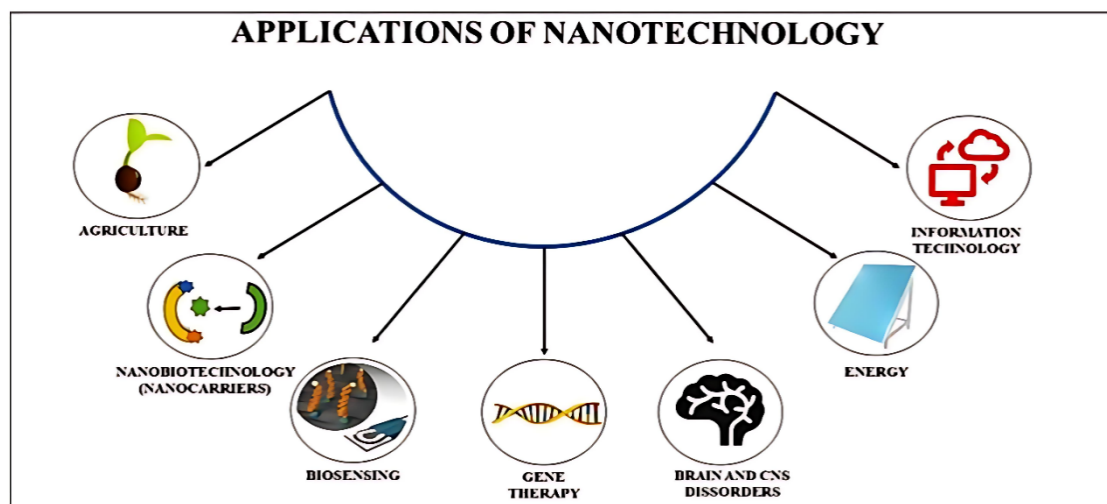 APPLICATIONS OF NANOTECHNOLOGY
AGRICULTURE
NANOBIOTECHNOLOGY
(NANOCARRIERS)
BIOSENSING
GENE
THERAPY
BRAIN AND CNS
DISSORDERS
ENERGY
INFORMATION
TECHNOLOGY